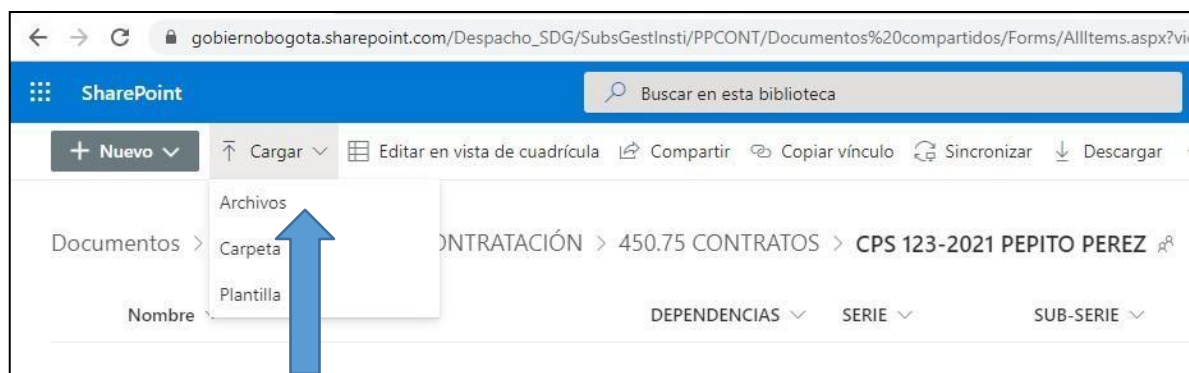 gobiernobogota.sharepoint.com/Despacho_SDG/SubsGestInsti/PPCONT/Documentos%20compartidos/Forms/AllItems.aspx?vi
SharePoint Buscar en esta biblioteca
+ Nuevo Cargar Editar en vista de cuadrícula Compartir Copiar vínculo Sincronizar Descargar
Archivos
Documentos > Carpeta ONTRATACIÓN > 450.75 CONTRATOS > CPS 123-2021 PEPITO PEREZ
Plantilla
Nombre DEPENDENCIAS SERIE SUB-SERIE